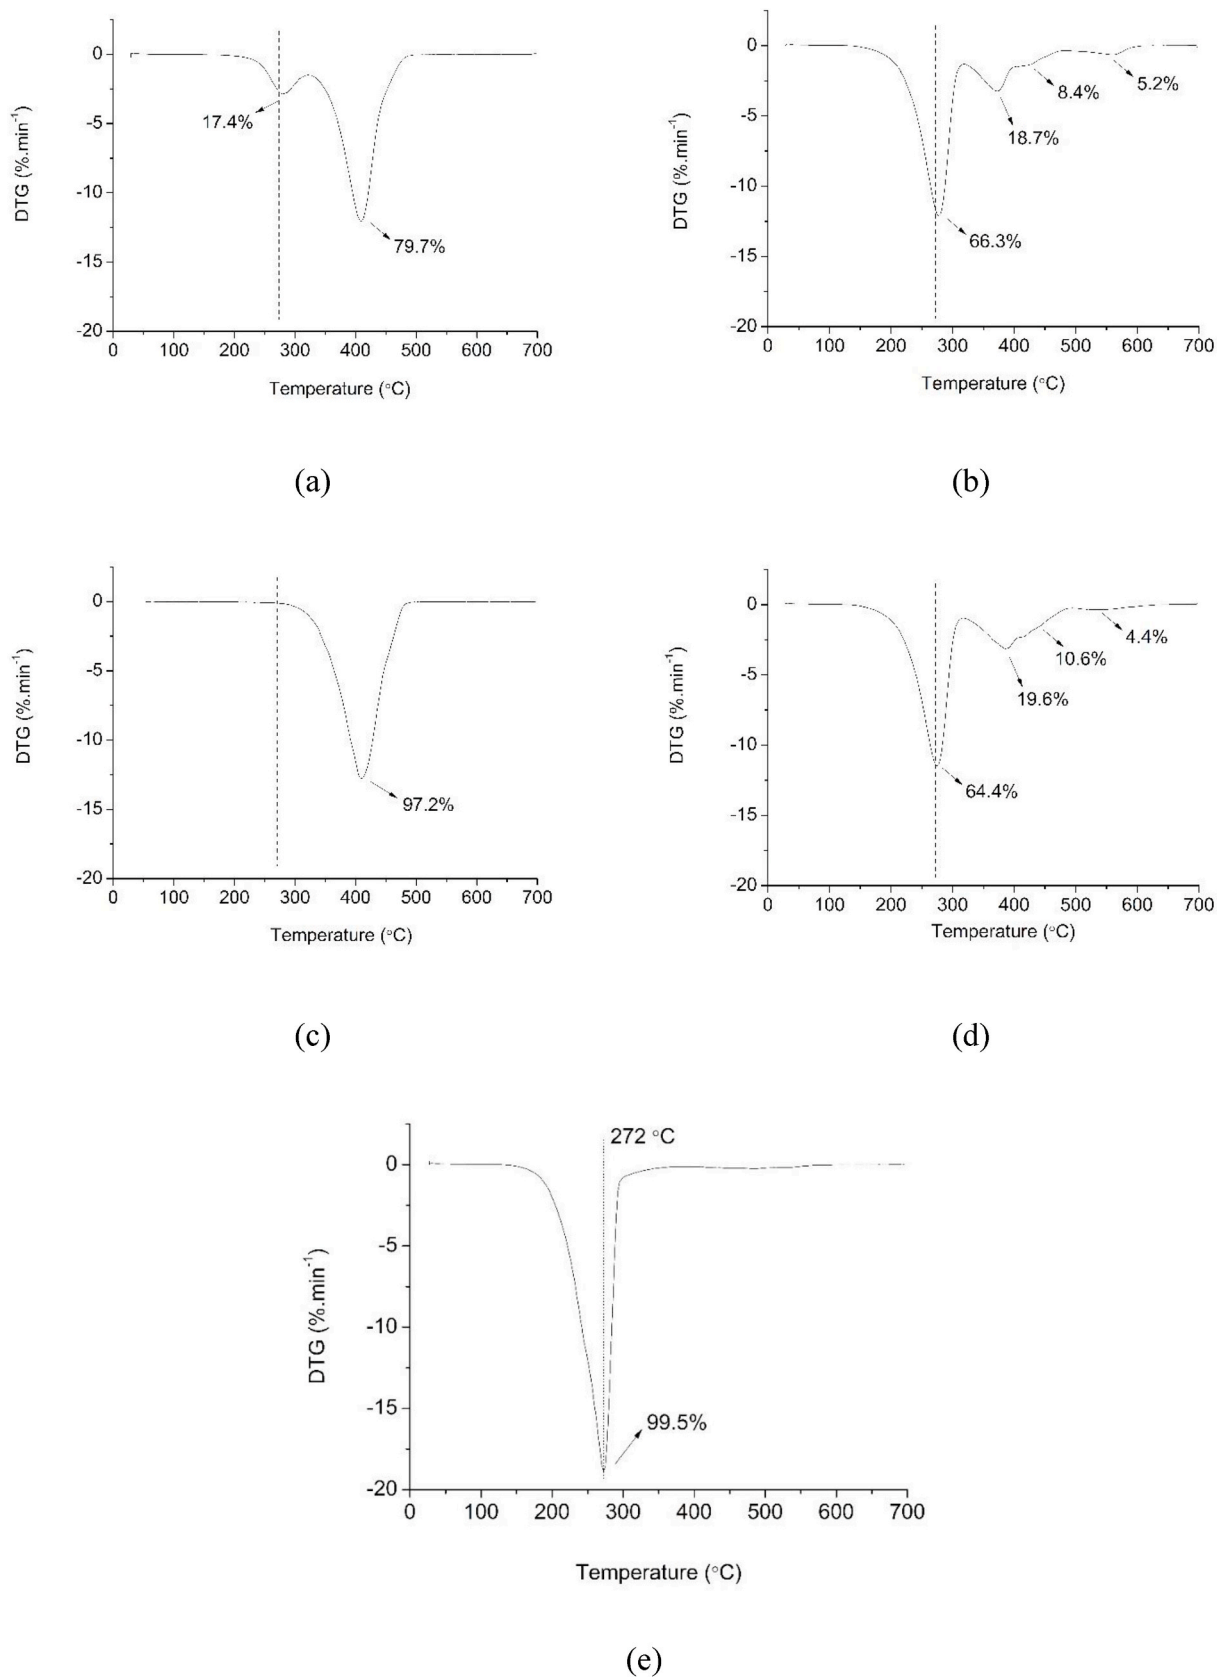 0
-5
-10
-15
-20
DTG (%.min-1)
17.4%
79.7%
0 100 200 300 400 500 600 700
Temperature (°C)
(a)
0
-5
-10
-15
-20
DTG (%.min-1)
5.2%
8.4%
18.7%
66.3%
0 100 200 300 400 500 600 700
Temperature (°C)
(b)
0
-5
-10
-15
-20
DTG (%.min-1)
97.2%
0 100 200 300 400 500 600 700
Temperature (°C)
(c)
0
-5
-10
-15
-20
DTG (%.min-1)
4.4%
10.6%
19.6%
64.4%
0 100 200 300 400 500 600 700
Temperature (°C)
(d)
272 °C
0
-5
-10
-15
-20
DTG (%.min-1)
99.5%
0 100 200 300 400 500 600 700
Temperature (°C)
(e)